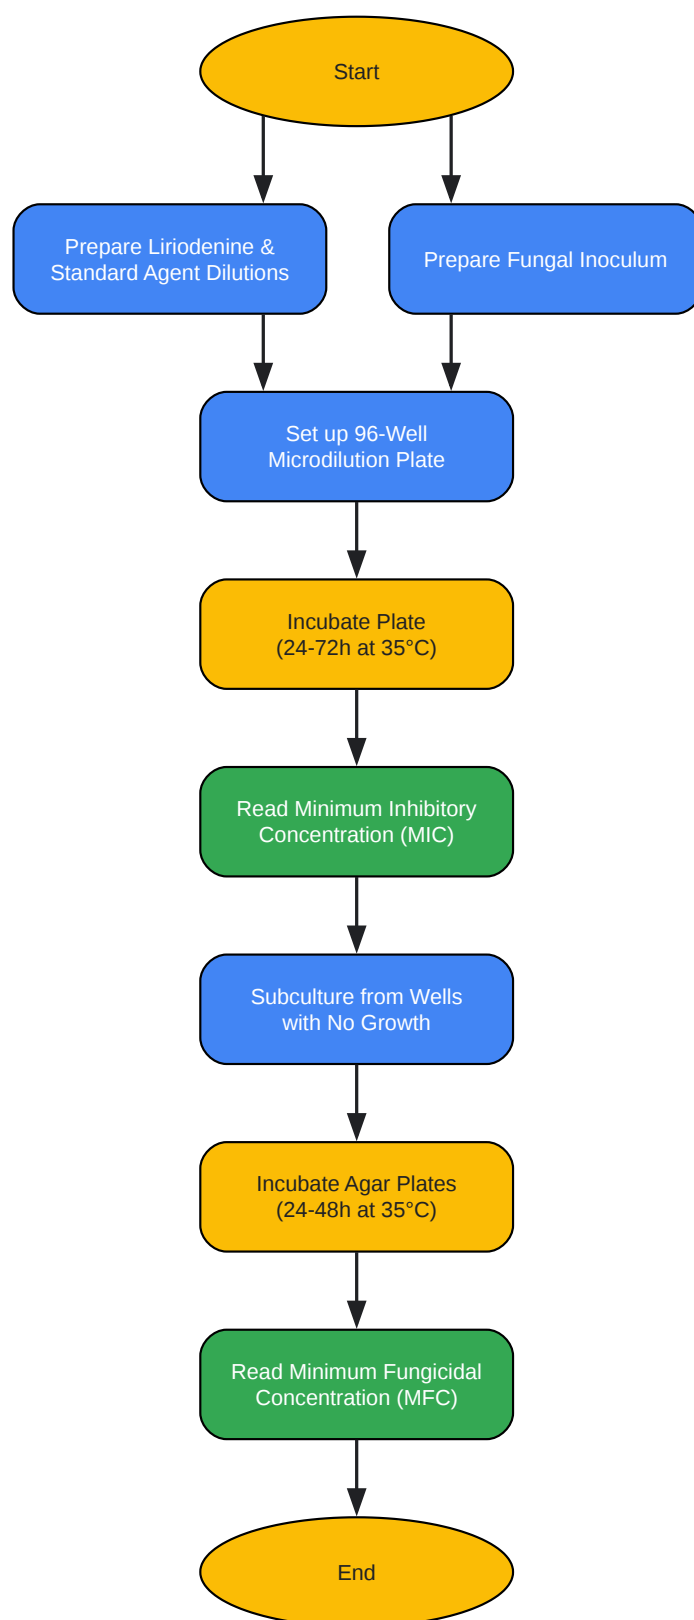 Start
Prepare Liriodenine &
Standard Agent Dilutions
Prepare Fungal Inoculum
Set up 96-Well
Microdilution Plate
Incubate Plate
(24-72h at 35°C)
Read Minimum Inhibitory
Concentration (MIC)
Subculture from Wells
with No Growth
Incubate Agar Plates
(24-48h at 35°C)
Read Minimum Fungicidal
Concentration (MFC)
End